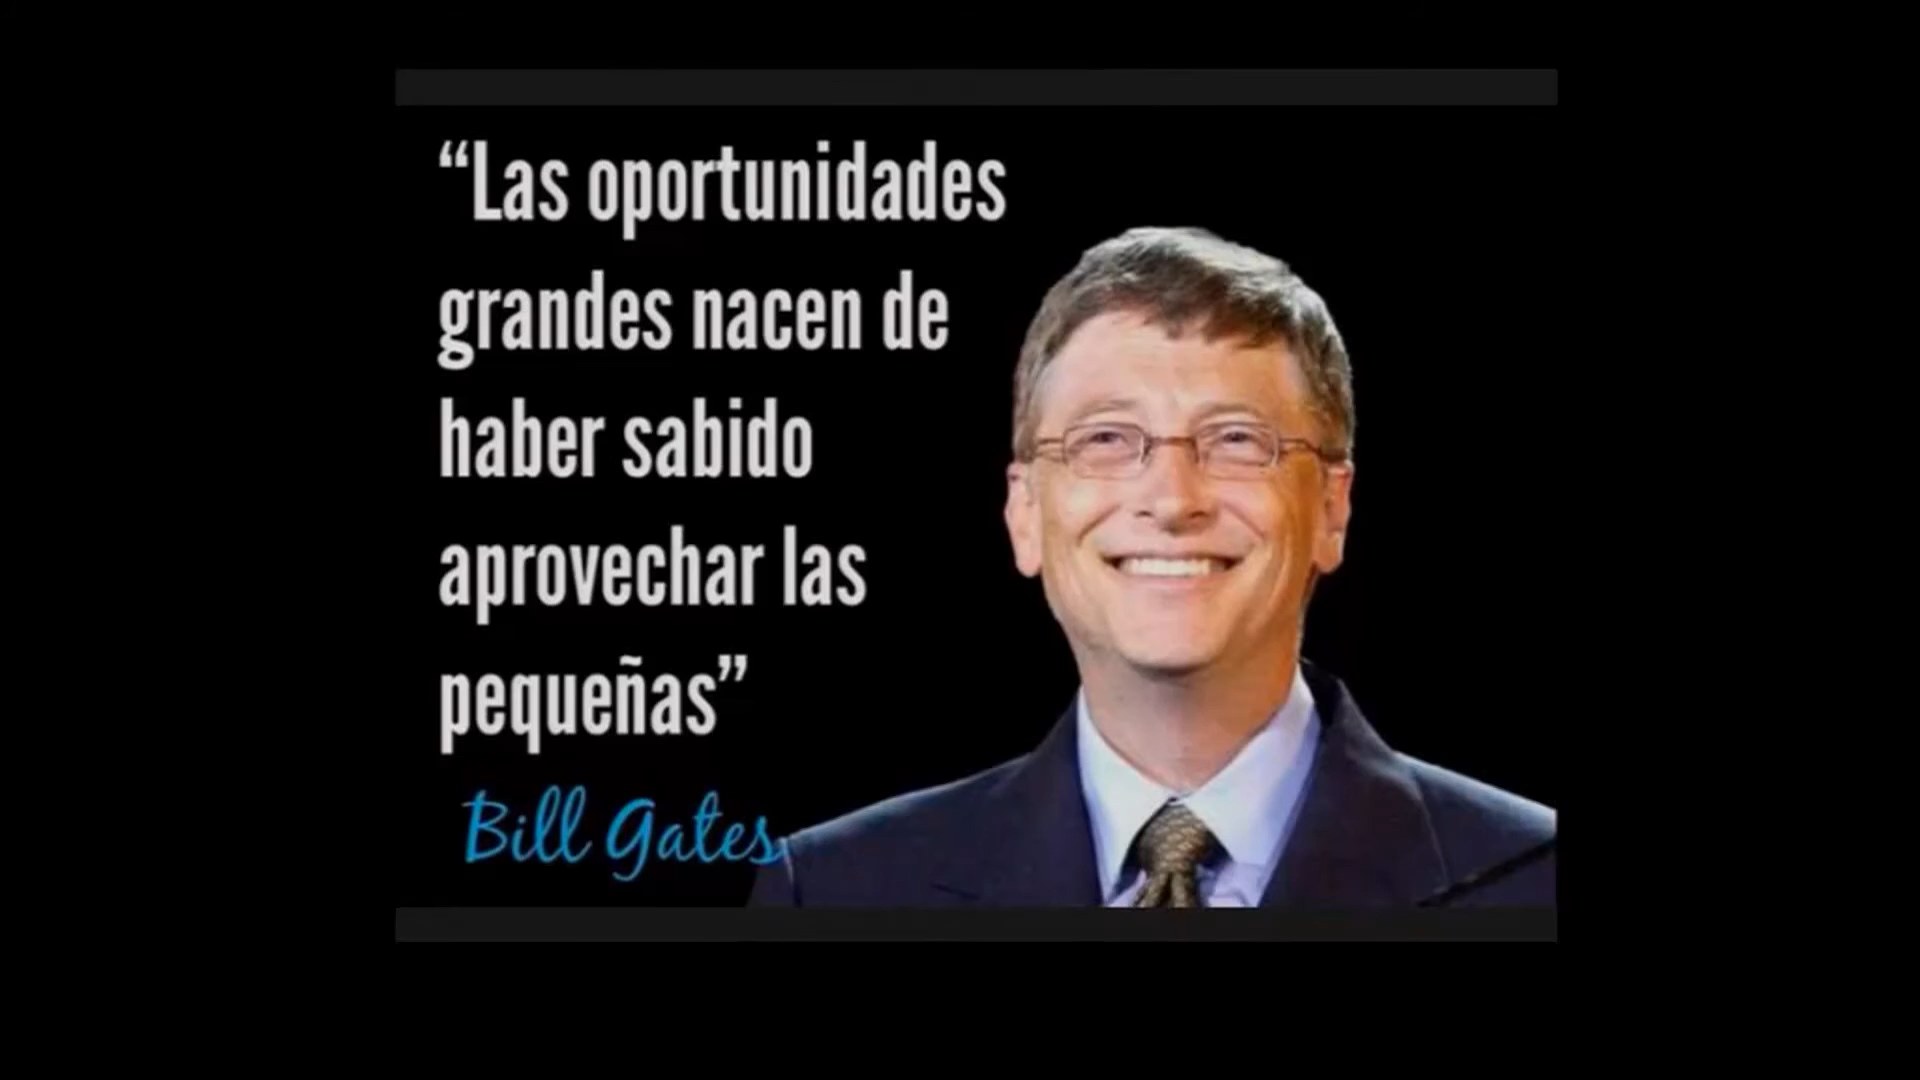 “Las oportunidades
grandes nacen de
haber sabido
aprovechar las
pequeñas”
Bill Gates